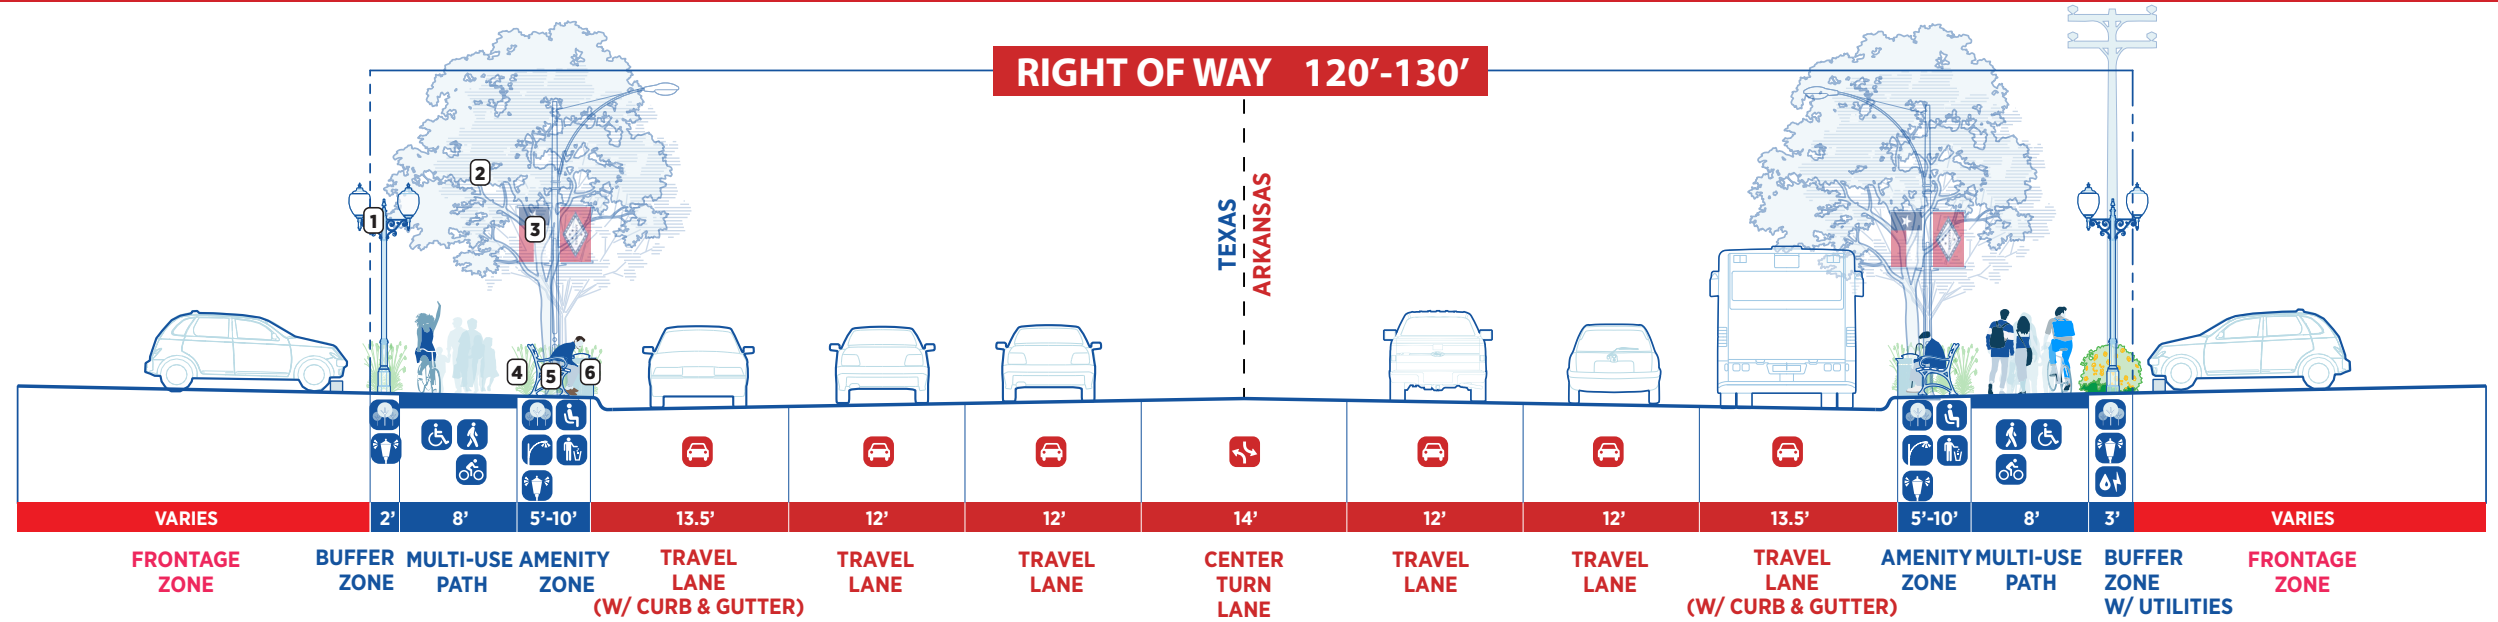 RIGHT OF WAY 120’-130’
TEXAS
ARKANSAS
1
2
3
4
5
6
VARIES 2’ 8’ 5’-10’ 13.5’ 12’ 12’ 14’ 12’ 12’ 13.5’ 5’-10’ 8’ 3’ VARIES
FRONTAGE
ZONE
BUFFER
ZONE
MULTI-USE
PATH
AMENITY
ZONE
TRAVEL
LANE
(W/ CURB & GUTTER)
TRAVEL
LANE
TRAVEL
LANE
CENTER
TURN
LANE
TRAVEL
LANE
TRAVEL
LANE
TRAVEL
LANE
(W/ CURB & GUTTER)
AMENITY
ZONE
MULTI-USE
PATH
BUFFER
ZONE
W/ UTILITIES
FRONTAGE
ZONE